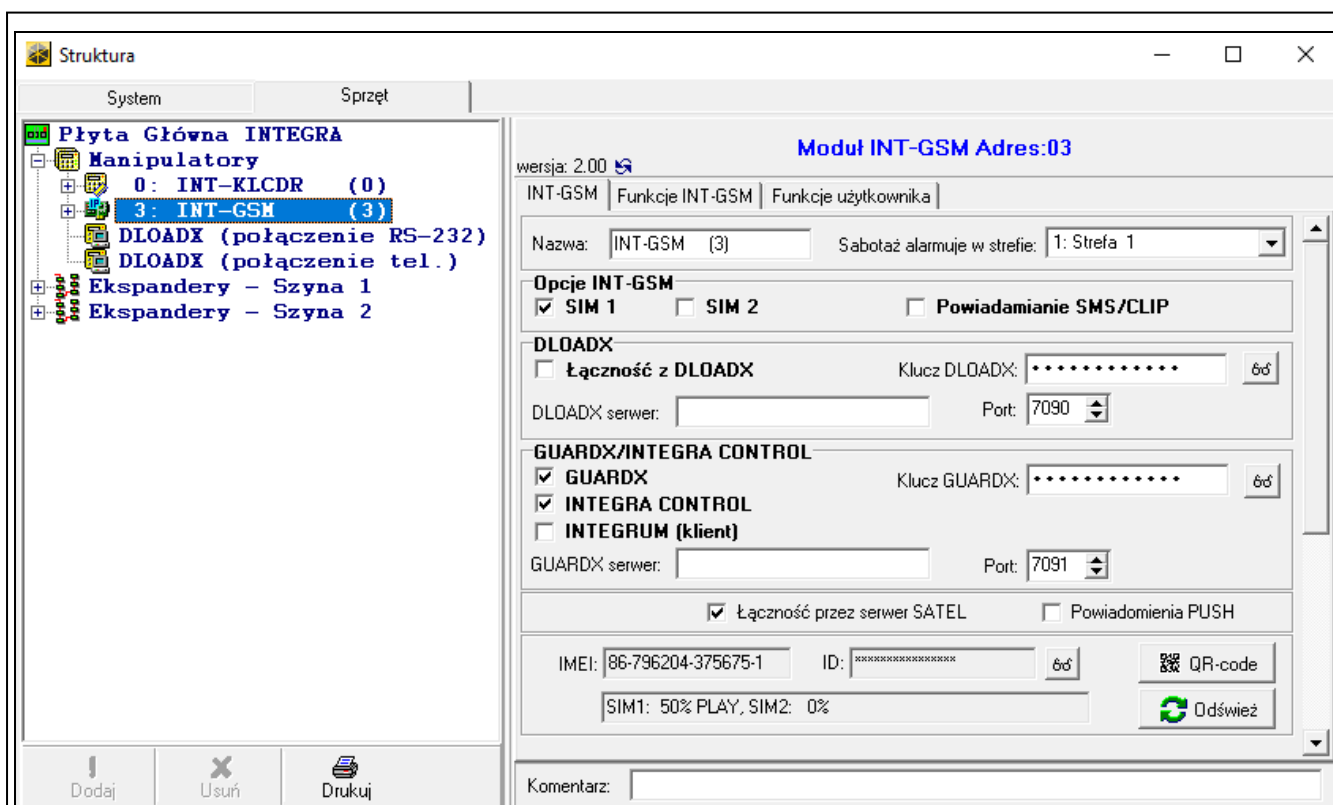 Struktura
System Sprzęt
Płyta Główna INTEGRA
Manipulatory
0: INT-KLCDR (0)
3: INT-GSM (3)
DLOADX (połączenie RS-232)
DLOADX (połączenie tel.)
Ekspandery - Szyna 1
Ekspandery - Szyna 2
Dodaj Usuń Drukuj
Moduł INT-GSM Adres:03
wersja: 2.00
INT-GSM Funkcje INT-GSM Funkcje użytkownika
Nazwa: INT-GSM (3) Sabotaż alarmuje w strefie: 1: Strefa 1
Opcje INT-GSM
SIM 1 SIM 2 Powiadamianie SMS/CLIP
DLOADX
Łączność z DLOADX Klucz DLOADX: ••••••••••••
DLOADX serwer: Port: 7090
GUARDX/INTEGRA CONTROL
GUARDX Klucz GUARDX: ••••••••••••
INTEGRA CONTROL
INTEGRUM (klient)
GUARDX serwer: Port: 7091
Łączność przez serwer SATEL Powiadomienia PUSH
IMEI: 86-796204-375675-1 ID: **************** QR-code
SIM1: 50% PLAY, SIM2: 0% Odśwież
Komentarz: